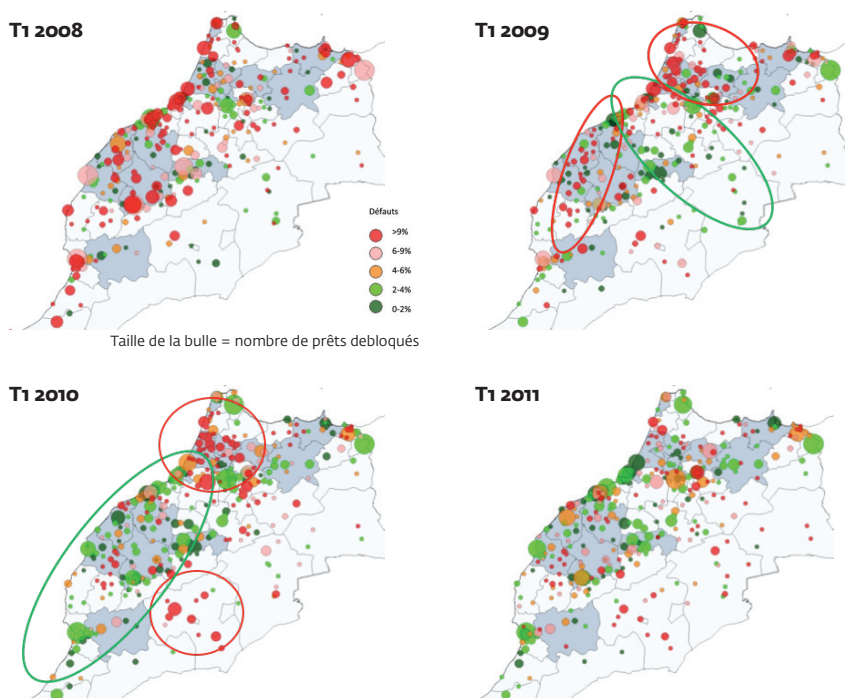 T1 2008
T1 2009
Défauts
>9%
6-9%
4-6%
2-4%
0-2%
Taille de la bulle = nombre de prêts debloqués
T1 2010
T1 2011